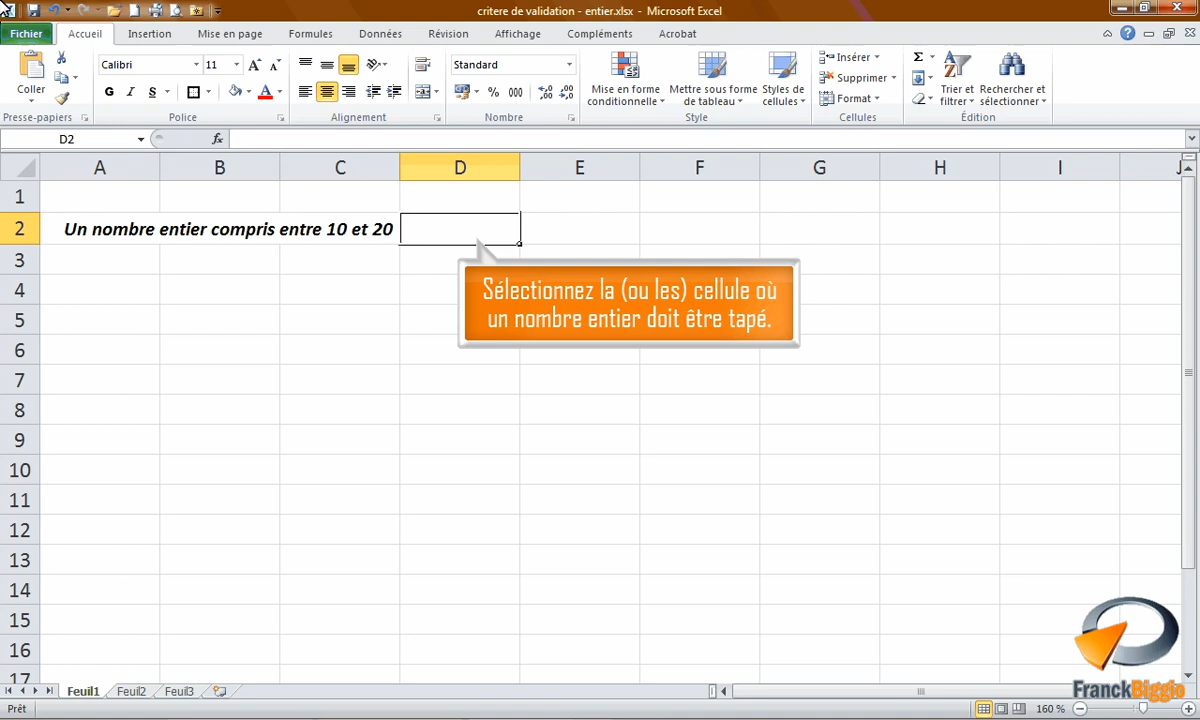 critere de validation - entier.xlsx - Microsoft Excel
Fichier Accueil Insertion Mise en page Formules Données Révision Affichage Compléments Acrobat
Coller
Calibri 11
G I S
Standard
% 000
Mise en forme conditionnelle
Mettre sous forme de tableau
Styles de cellules
Insérer
Supprimer
Format
Σ
Trier et filtrer
Rechercher et sélectionner
Presse-papiers Police Alignement Nombre Style Cellules Édition
D2 fx
A B C D E F G H I J
1
2 Un nombre entier compris entre 10 et 20
3
Sélectionnez la (ou les) cellule où
un nombre entier doit être tapé.
4
5
6
7
8
9
10
11
12
13
14
15
16
17
FranckBiggio
Feuil1 Feuil2 Feuil3
Prêt 160 %